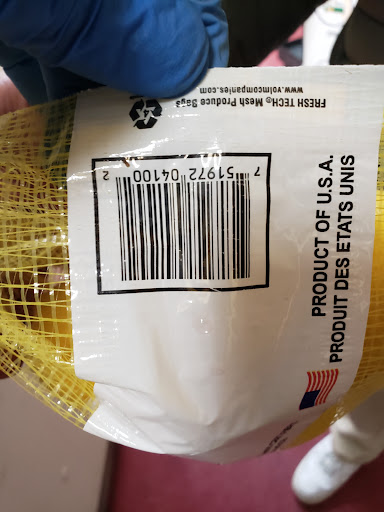 FRESH TECH® Mesh Produce Bags
www.volmcompanies.com
7 51972 04100 2
PRODUCT OF U.S.A.
PRODUIT DES ETATS UNIS